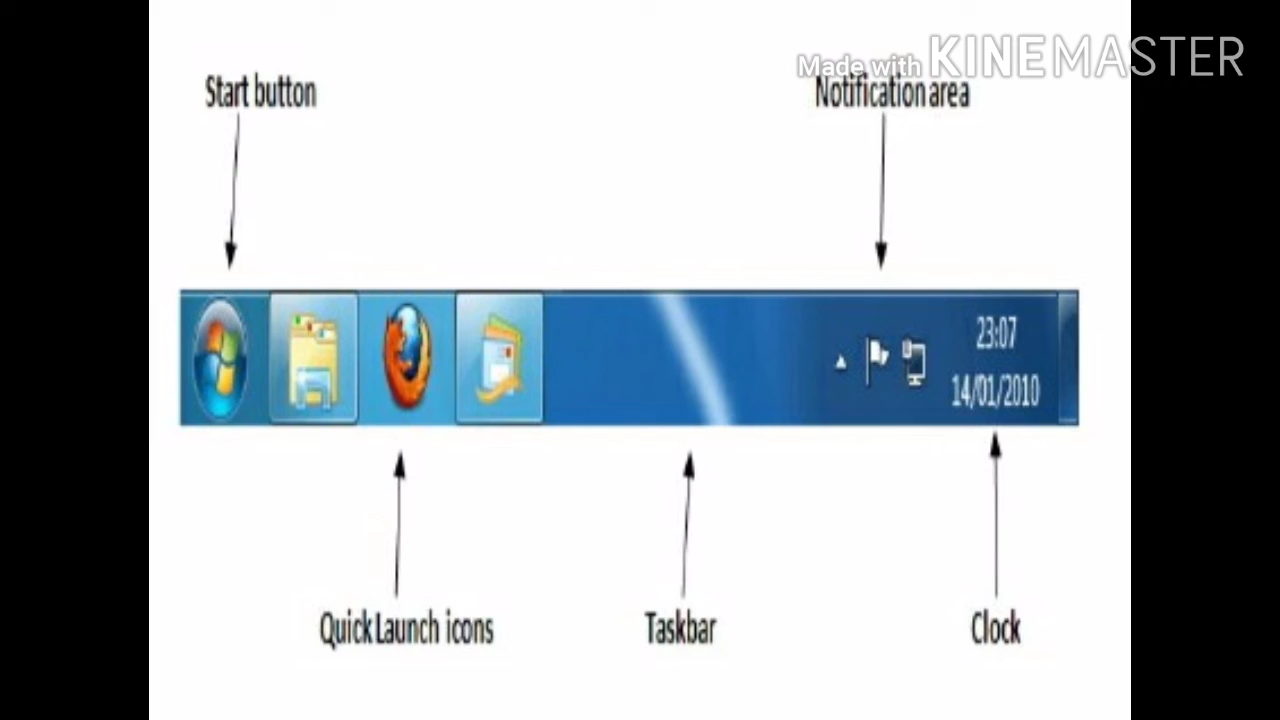 Made with KINEMASTER
Start button
Notification area
23:07
14/01/2010
Quick Launch icons
Taskbar
Clock